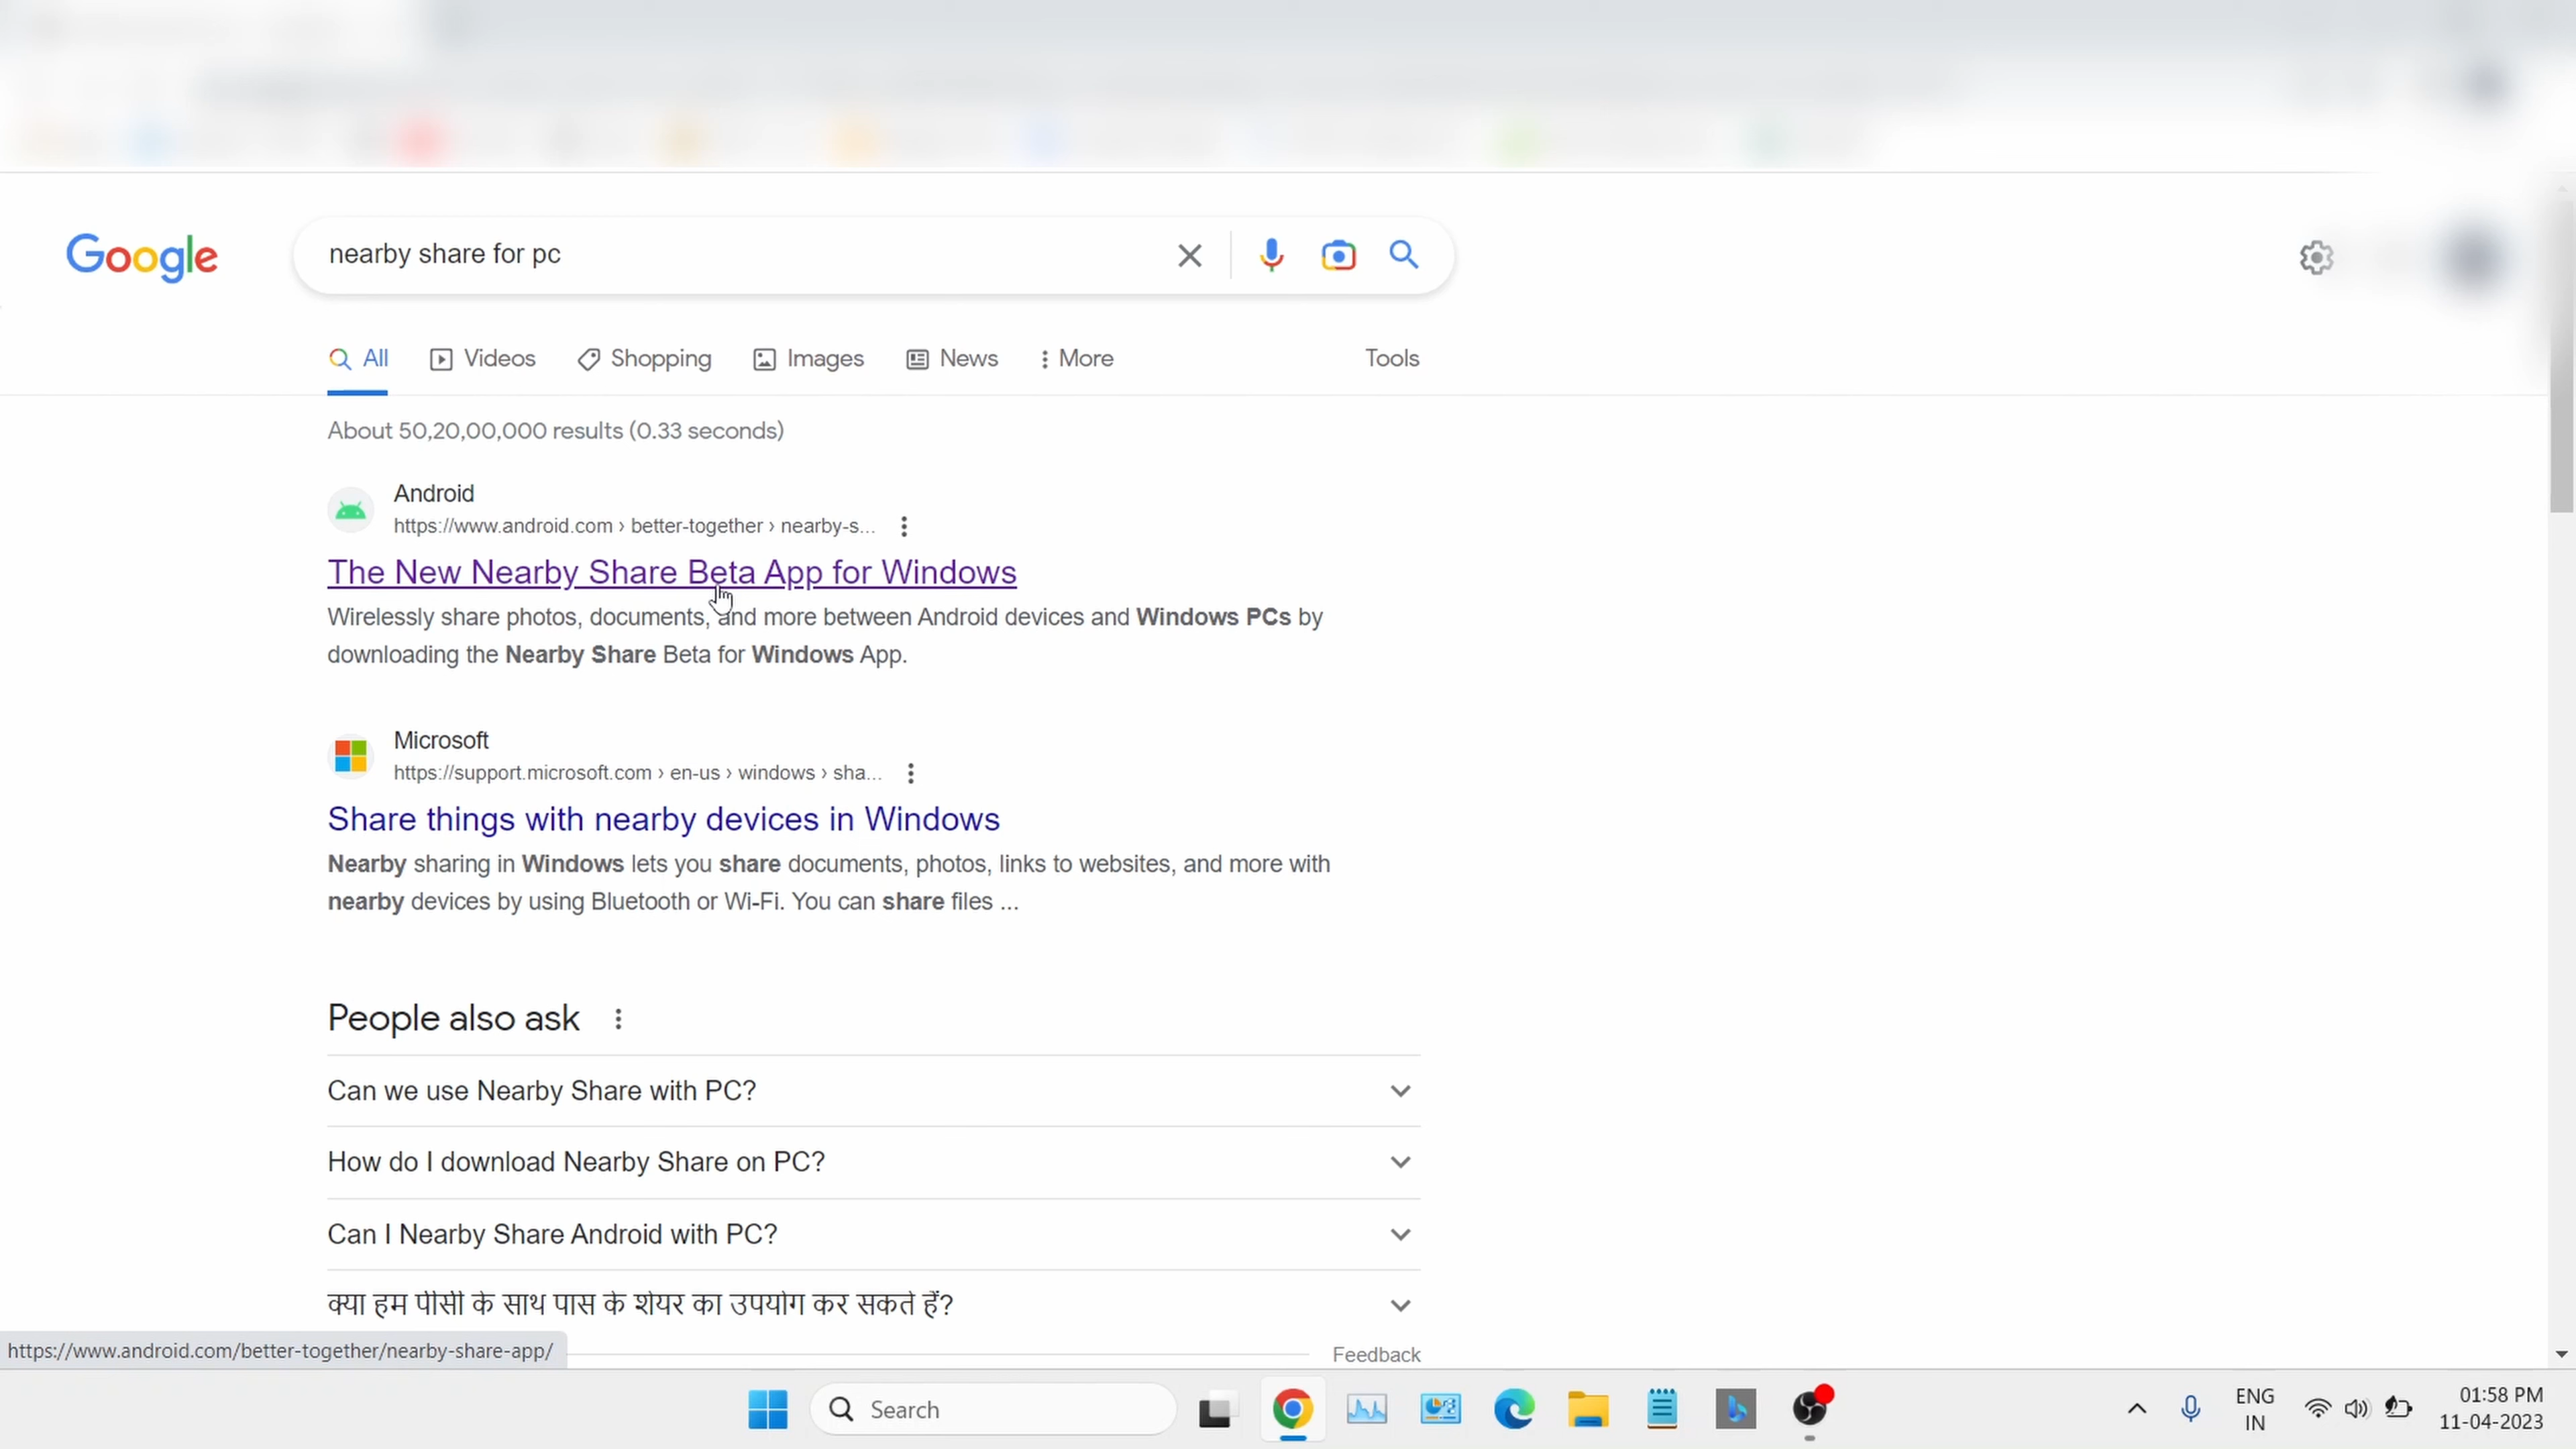 Google
nearby share for pc
All
Videos
Shopping
Images
News
More
Tools
About 50,20,00,000 results (0.33 seconds)
Android
https://www.android.com › better-together › nearby-s...
The New Nearby Share Beta App for Windows
Wirelessly share photos, documents, and more between Android devices and Windows PCs by
downloading the Nearby Share Beta for Windows App.
Microsoft
https://support.microsoft.com › en-us › windows › sha...
Share things with nearby devices in Windows
Nearby sharing in Windows lets you share documents, photos, links to websites, and more with
nearby devices by using Bluetooth or Wi-Fi. You can share files ...
People also ask
Can we use Nearby Share with PC?
How do I download Nearby Share on PC?
Can I Nearby Share Android with PC?
क्या हम पीसी के साथ पास के शेयर का उपयोग कर सकते हैं?
https://www.android.com/better-together/nearby-share-app/
Feedback
Search
ENG
IN
01:58 PM
11-04-2023